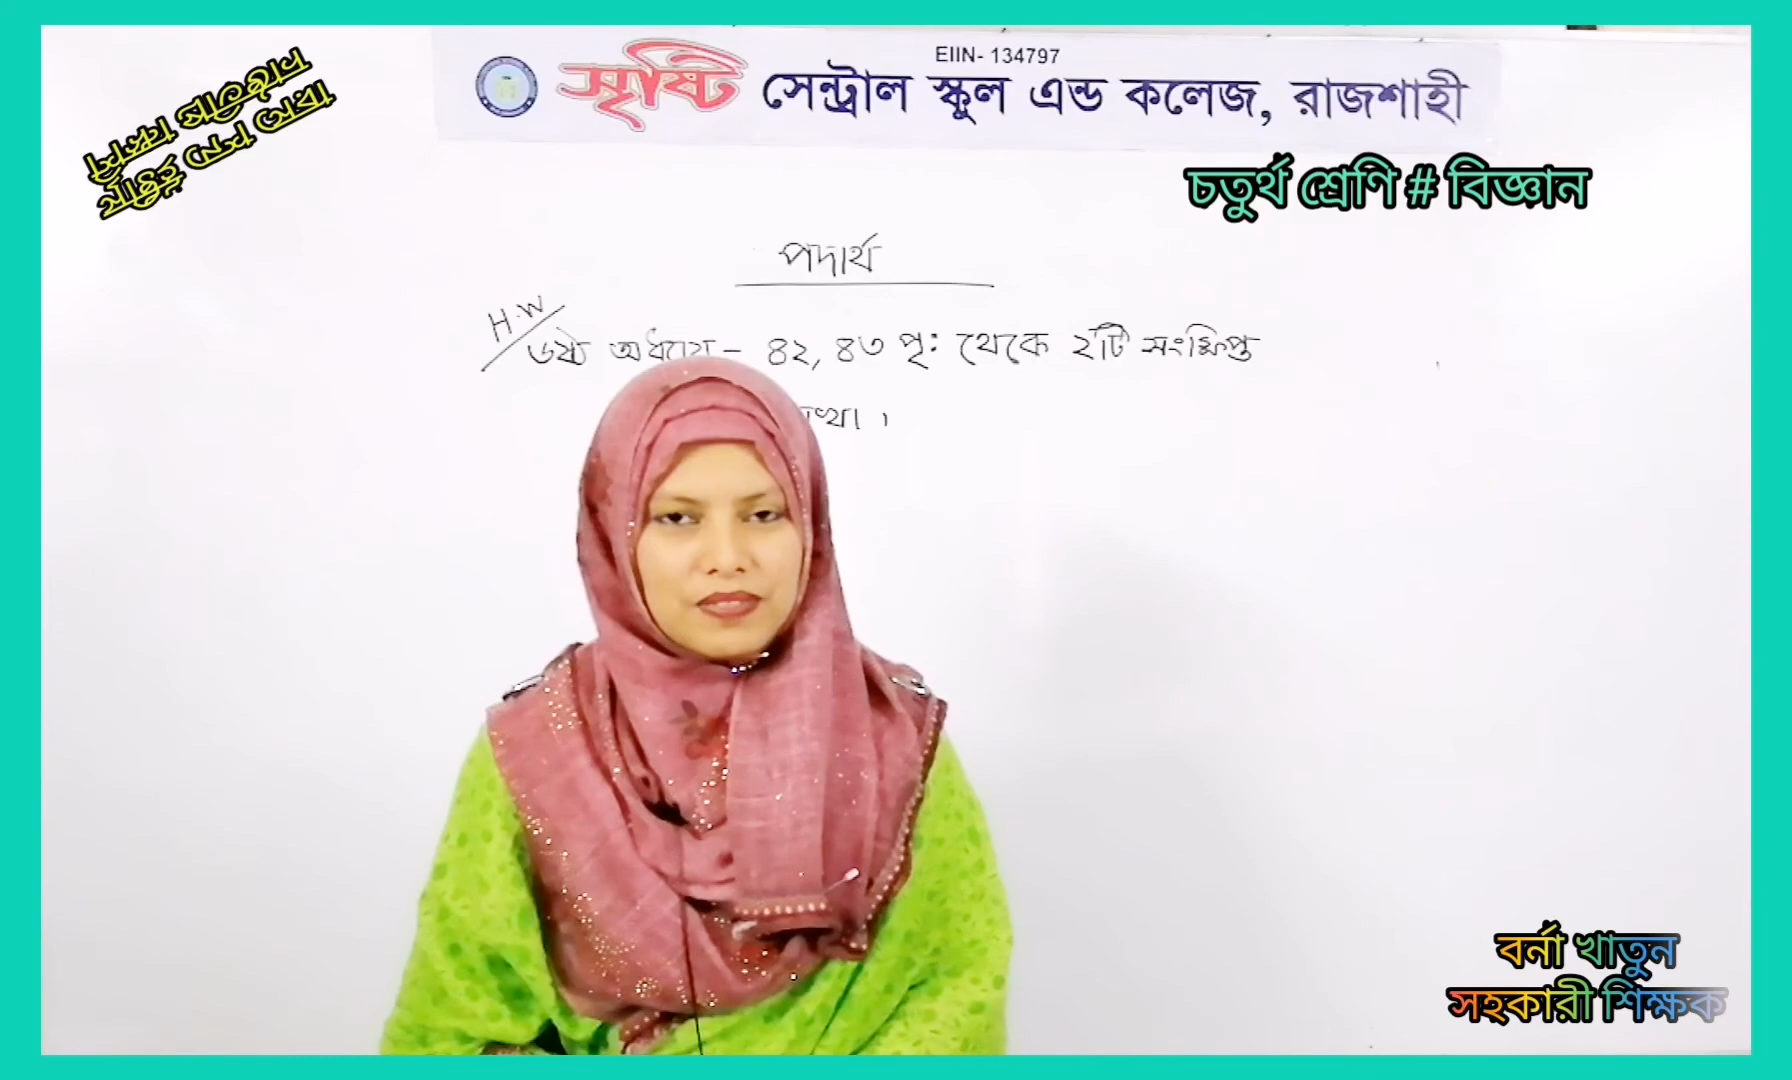 EIIN- 134797
সৃষ্টি সেন্ট্রাল স্কুল এন্ড কলেজ, রাজশাহী
চতুর্থ শ্রেণি # বিজ্ঞান
পদার্থ
H.W
৬ষ্ঠ অধ্যায় - ৪২, ৪৩ পৃ: থেকে ২টি সংক্ষিপ্ত
বর্না খাতুন
সহকারী শিক্ষক